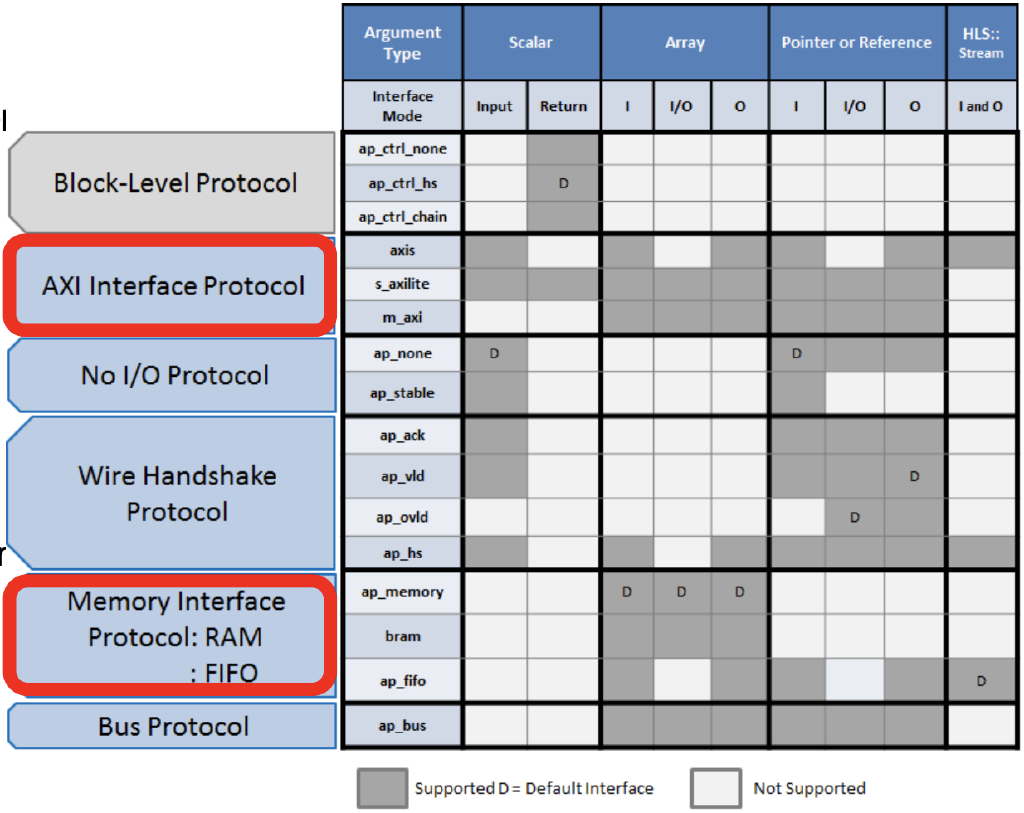 Argument Type Scalar Array Pointer or Reference HLS:: Stream
Interface Mode Input Return I I/O O I I/O O I and O
l
Block-Level Protocol
ap_ctrl_none
ap_ctrl_hs D
ap_ctrl_chain
AXI Interface Protocol
axis
s_axilite
m_axi
No I/O Protocol
ap_none D D
ap_stable
Wire Handshake
Protocol
ap_ack
ap_vld D
ap_ovld D
ap_hs
r
Memory Interface
Protocol: RAM
: FIFO
ap_memory D D D
bram
ap_fifo D
Bus Protocol
ap_bus
Supported D = Default Interface Not Supported